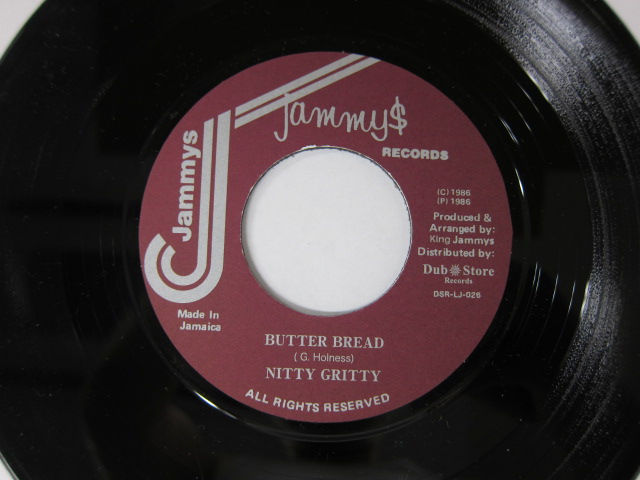 Jammy$
RECORDS
Jammys
(C) 1986
(P) 1986
Produced &
Arranged by:
King Jammys
Distributed by:
Dub Store
Records
DSR-LJ-026
Made In
Jamaica
BUTTER BREAD
( G. Holness)
NITTY GRITTY
ALL RIGHTS RESERVED